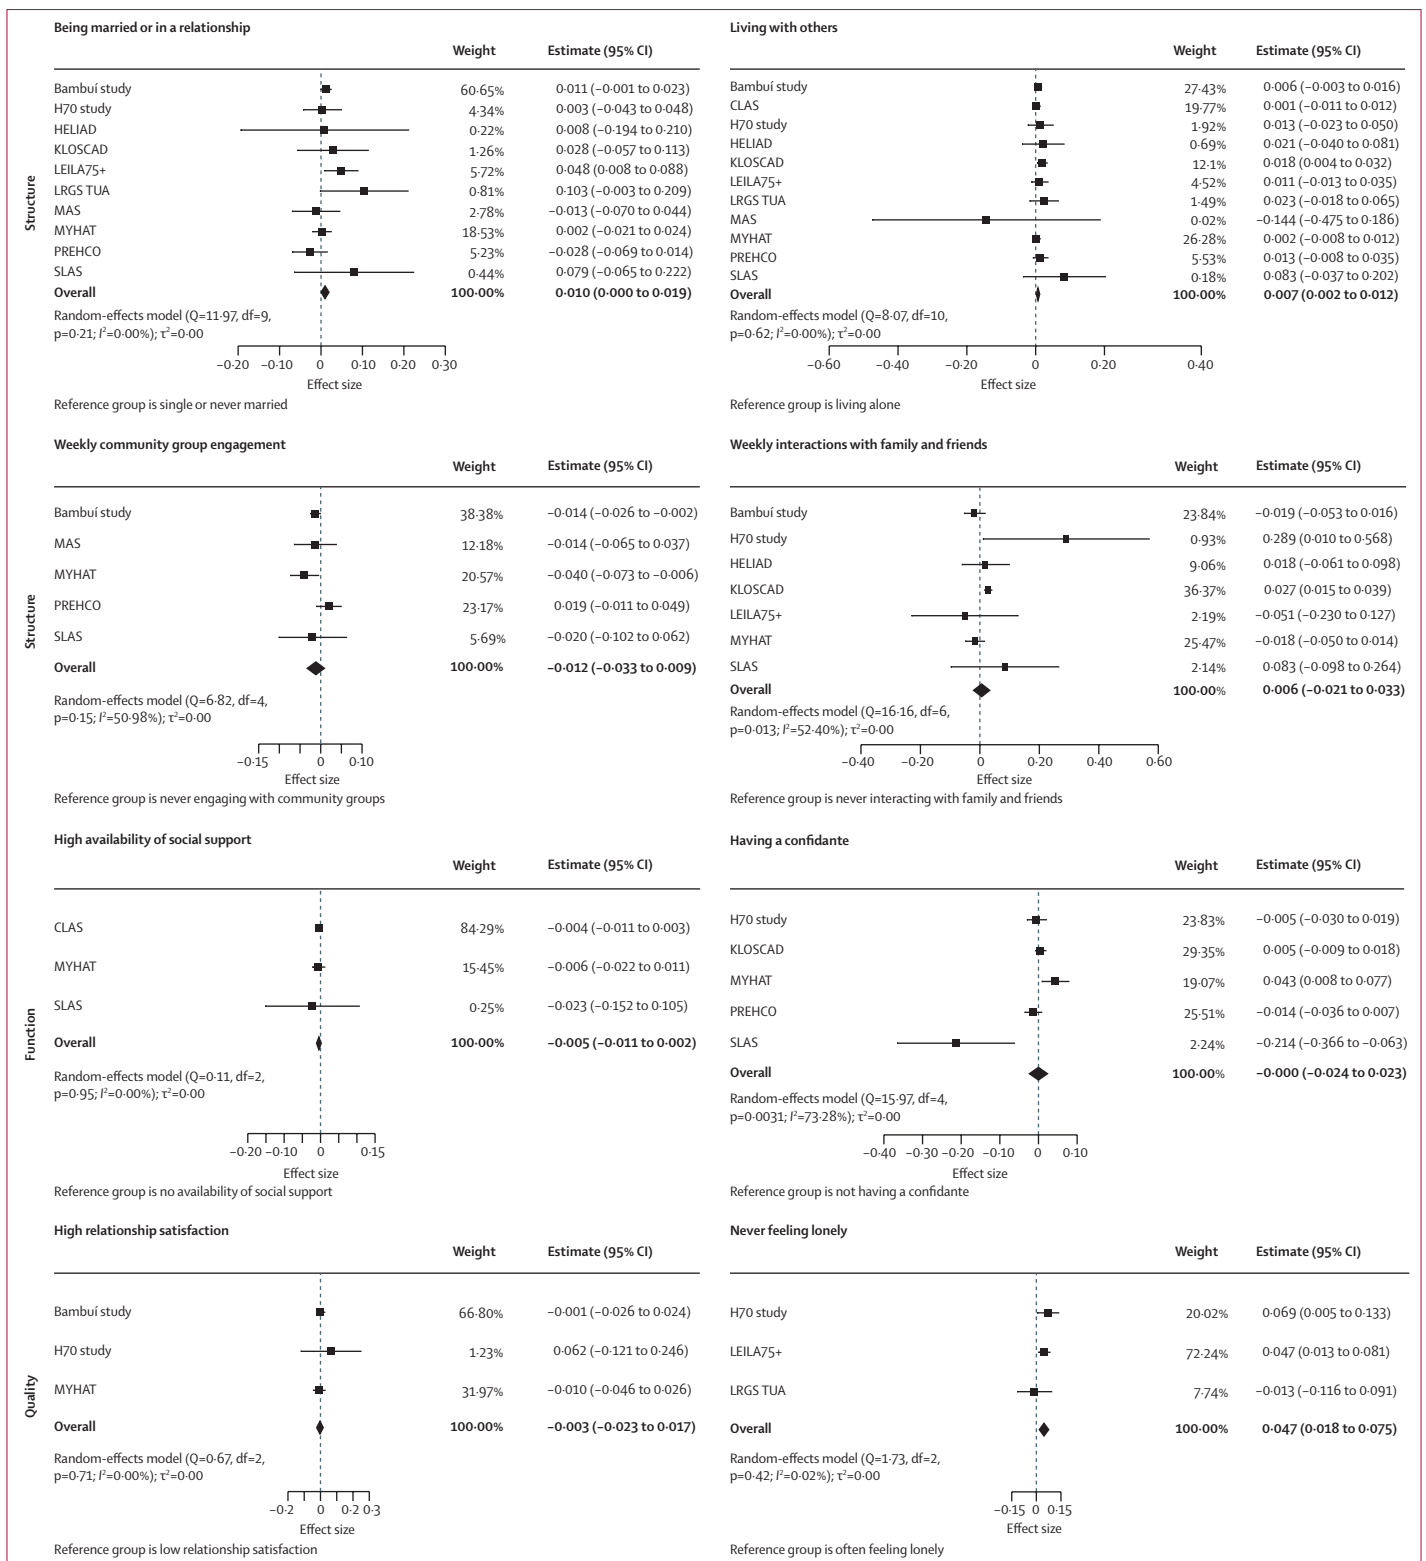 Structure
Being married or in a relationship
Weight Estimate (95% CI)
Bambuí study 60·65% 0·011 (−0·001 to 0·023)
H70 study 4·34% 0·003 (−0·043 to 0·048)
HELIAD 0·22% 0·008 (−0·194 to 0·210)
KLOSCAD 1·26% 0·028 (−0·057 to 0·113)
LEILA75+ 5·72% 0·048 (0·008 to 0·088)
LRGS TUA 0·81% 0·103 (−0·003 to 0·209)
MAS 2·78% −0·013 (−0·070 to 0·044)
MYHAT 18·53% 0·002 (−0·021 to 0·024)
PREHCO 5·23% −0·028 (−0·069 to 0·014)
SLAS 0·44% 0·079 (−0·065 to 0·222)
Overall 100·00% 0·010 (0·000 to 0·019)
Random-effects model (Q=11·97, df=9,
p=0·21; I²=0·00%); τ²=0·00
−0·20 −0·10 0 0·10 0·20 0·30
Effect size
Reference group is single or never married
Living with others
Weight Estimate (95% CI)
Bambuí study 27·43% 0·006 (−0·003 to 0·016)
CLAS 19·77% 0·001 (−0·011 to 0·012)
H70 study 1·92% 0·013 (−0·023 to 0·050)
HELIAD 0·69% 0·021 (−0·040 to 0·081)
KLOSCAD 12·1% 0·018 (0·004 to 0·032)
LEILA75+ 4·52% 0·011 (−0·013 to 0·035)
LRGS TUA 1·49% 0·023 (−0·018 to 0·065)
MAS 0·02% −0·144 (−0·475 to 0·186)
MYHAT 26·28% 0·002 (−0·008 to 0·012)
PREHCO 5·53% 0·013 (−0·008 to 0·035)
SLAS 0·18% 0·083 (−0·037 to 0·202)
Overall 100·00% 0·007 (0·002 to 0·012)
Random-effects model (Q=8·07, df=10,
p=0·62; I²=0·00%); τ²=0·00
−0·60 −0·40 −0·20 0 0·20 0·40
Effect size
Reference group is living alone
Structure
Weekly community group engagement
Weight Estimate (95% CI)
Bambuí study 38·38% −0·014 (−0·026 to −0·002)
MAS 12·18% −0·014 (−0·065 to 0·037)
MYHAT 20·57% −0·040 (−0·073 to −0·006)
PREHCO 23·17% 0·019 (−0·011 to 0·049)
SLAS 5·69% −0·020 (−0·102 to 0·062)
Overall 100·00% −0·012 (−0·033 to 0·009)
Random-effects model (Q=6·82, df=4,
p=0·15; I²=50·98%); τ²=0·00
−0·15 0 0·10
Effect size
Reference group is never engaging with community groups
Weekly interactions with family and friends
Weight Estimate (95% CI)
Bambuí study 23·84% −0·019 (−0·053 to 0·016)
H70 study 0·93% 0·289 (0·010 to 0·568)
HELIAD 9·06% 0·018 (−0·061 to 0·098)
KLOSCAD 36·37% 0·027 (0·015 to 0·039)
LEILA75+ 2·19% −0·051 (−0·230 to 0·127)
MYHAT 25·47% −0·018 (−0·050 to 0·014)
SLAS 2·14% 0·083 (−0·098 to 0·264)
Overall 100·00% 0·006 (−0·021 to 0·033)
Random-effects model (Q=16·16, df=6,
p=0·013; I²=52·40%); τ²=0·00
−0·40 −0·20 0 0·20 0·40 0·60
Effect size
Reference group is never interacting with family and friends
Function
High availability of social support
Weight Estimate (95% CI)
CLAS 84·29% −0·004 (−0·011 to 0·003)
MYHAT 15·45% −0·006 (−0·022 to 0·011)
SLAS 0·25% −0·023 (−0·152 to 0·105)
Overall 100·00% −0·005 (−0·011 to 0·002)
Random-effects model (Q=0·11, df=2,
p=0·95; I²=0·00%); τ²=0·00
−0·20 −0·10 0 0·15
Effect size
Reference group is no availability of social support
Having a confidante
Weight Estimate (95% CI)
H70 study 23·83% −0·005 (−0·030 to 0·019)
KLOSCAD 29·35% 0·005 (−0·009 to 0·018)
MYHAT 19·07% 0·043 (0·008 to 0·077)
PREHCO 25·51% −0·014 (−0·036 to 0·007)
SLAS 2·24% −0·214 (−0·366 to −0·063)
Overall 100·00% −0·000 (−0·024 to 0·023)
Random-effects model (Q=15·97, df=4,
p=0·0031; I²=73·28%); τ²=0·00
−0·40 −0·30 −0·20 −0·10 0 0·10
Effect size
Reference group is not having a confidante
Quality
High relationship satisfaction
Weight Estimate (95% CI)
Bambuí study 66·80% −0·001 (−0·026 to 0·024)
H70 study 1·23% 0·062 (−0·121 to 0·246)
MYHAT 31·97% −0·010 (−0·046 to 0·026)
Overall 100·00% −0·003 (−0·023 to 0·017)
Random-effects model (Q=0·67, df=2,
p=0·71; I²=0·00%); τ²=0·00
−0·2 0 0·2 0·3
Effect size
Reference group is low relationship satisfaction
Never feeling lonely
Weight Estimate (95% CI)
H70 study 20·02% 0·069 (0·005 to 0·133)
LEILA75+ 72·24% 0·047 (0·013 to 0·081)
LRGS TUA 7·74% −0·013 (−0·116 to 0·091)
Overall 100·00% 0·047 (0·018 to 0·075)
Random-effects model (Q=1·73, df=2,
p=0·42; I²=0·02%); τ²=0·00
−0·15 0 0·15
Effect size
Reference group is often feeling lonely